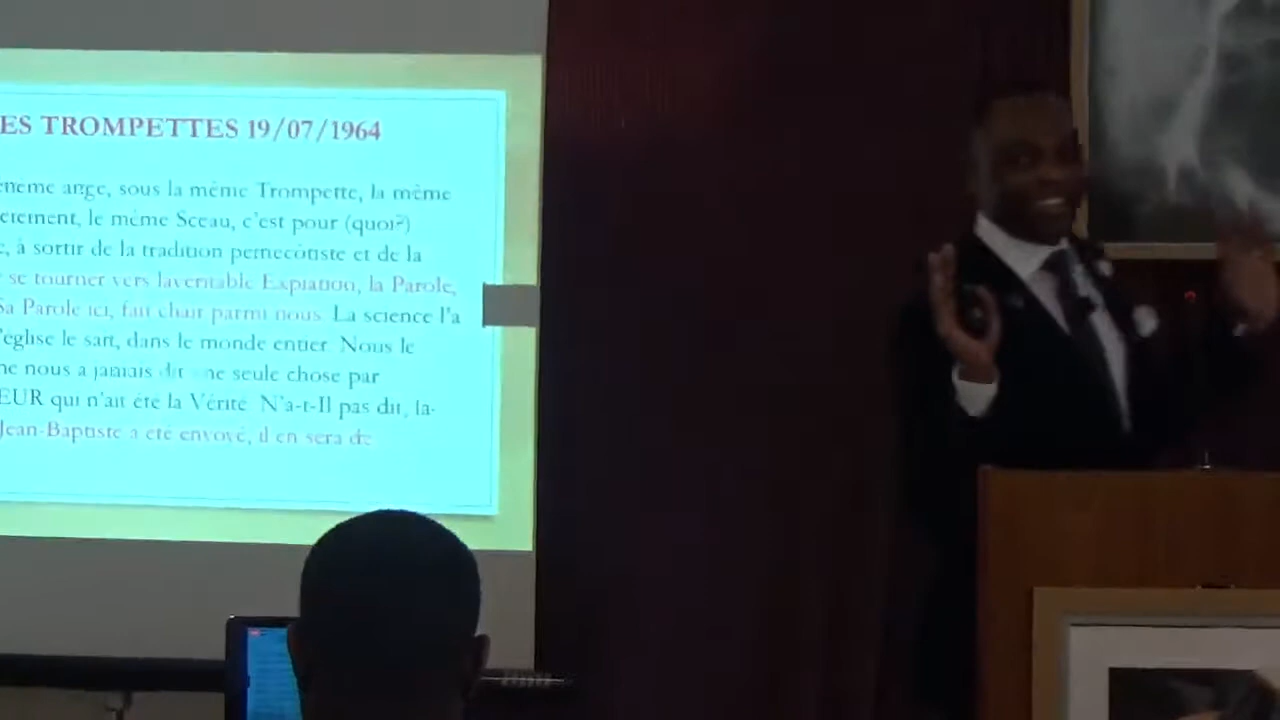 ES TROMPETTES 19/07/1964
ange, sous la même Trompette, la même
le même Sceau, c'est pour (quoi?)
à sortir de la tradition pernecôtiste et de la
se tourner vers laveritable Expiation, la Parole,
Sa Parole ici, fait chair parmi nous. La science l'a
l'église le sait, dans le monde entier. Nous le
ne nous a jamais dit une seule chose par
EUR qui n'ait été la Vérité. N'a-t-Il pas dit, la-
Jean-Baptiste a été envoyé, il en sera de